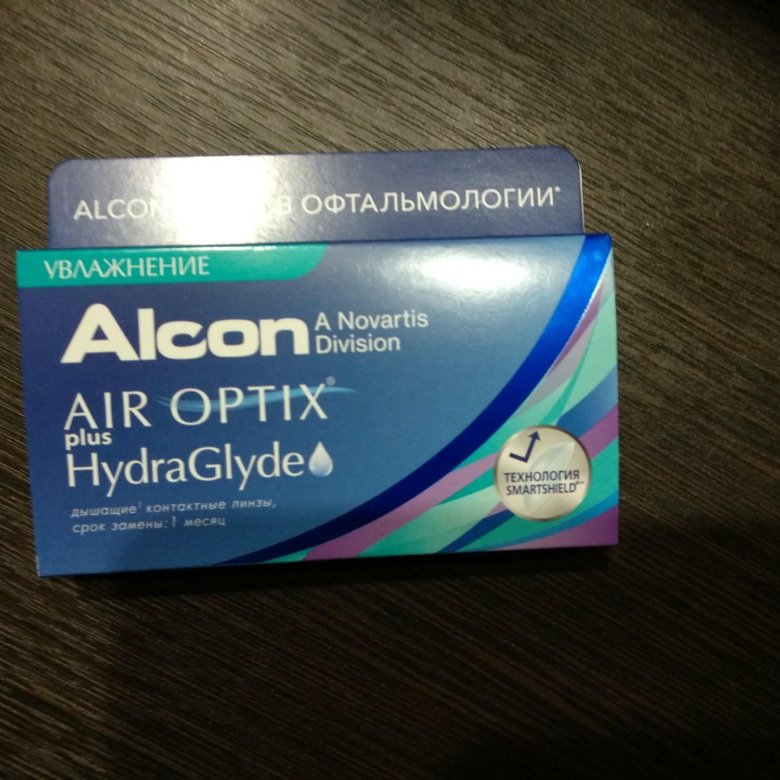 ALCON В ОФТАЛЬМОЛОГИИ*
УВЛАЖНЕНИЕ
Alcon A Novartis
Division
AIR OPTIX®
plus
HydraGlyde
ТЕХНОЛОГИЯ
SMARTSHIELD
дышащие¹ контактные линзы,
срок замены: 1 месяц